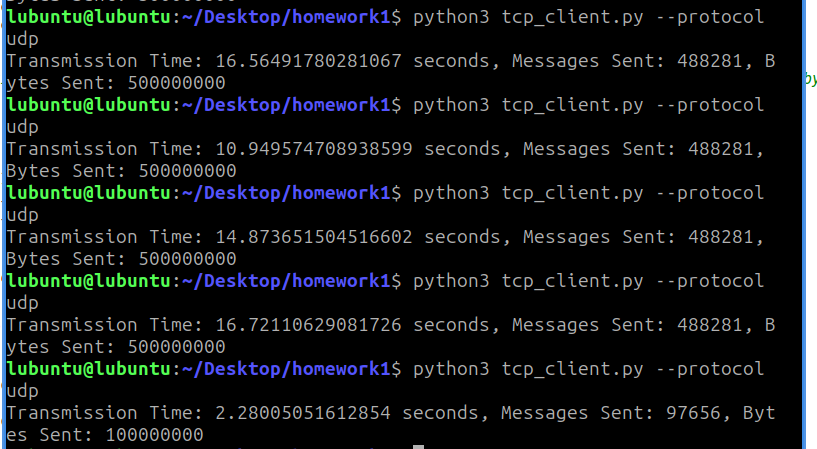 lubuntu@lubuntu:~/Desktop/homework1$ python3 tcp_client.py --protocol
udp
Transmission Time: 16.56491780281067 seconds, Messages Sent: 488281, B
ytes Sent: 500000000
lubuntu@lubuntu:~/Desktop/homework1$ python3 tcp_client.py --protocol
udp
Transmission Time: 10.949574708938599 seconds, Messages Sent: 488281,
Bytes Sent: 500000000
lubuntu@lubuntu:~/Desktop/homework1$ python3 tcp_client.py --protocol
udp
Transmission Time: 14.873651504516602 seconds, Messages Sent: 488281,
Bytes Sent: 500000000
lubuntu@lubuntu:~/Desktop/homework1$ python3 tcp_client.py --protocol
udp
Transmission Time: 16.72110629081726 seconds, Messages Sent: 488281, B
ytes Sent: 500000000
lubuntu@lubuntu:~/Desktop/homework1$ python3 tcp_client.py --protocol
udp
Transmission Time: 2.28005051612854 seconds, Messages Sent: 97656, Byt
es Sent: 100000000